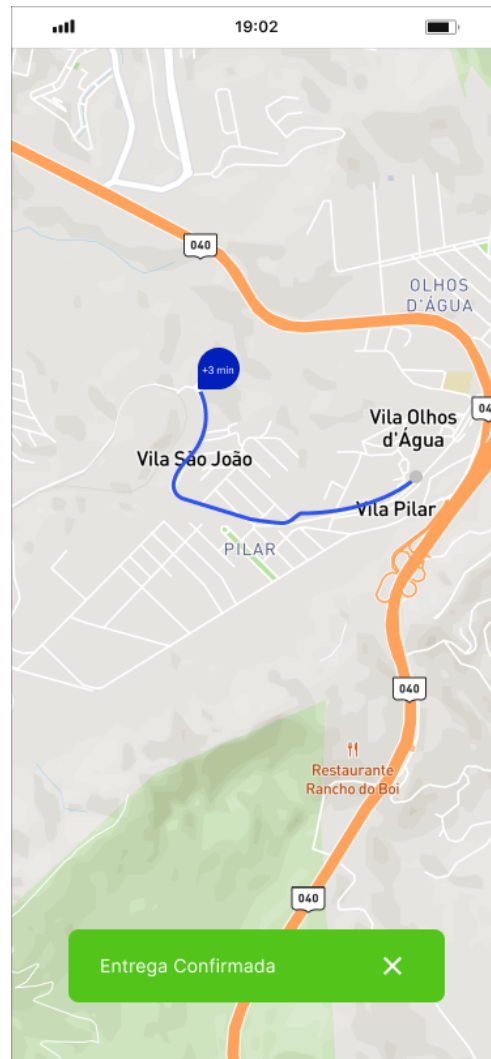 19:02
040
OLHOS
D'ÁGUA
+3 min
040
Vila Olhos
d'Água
Vila São João
Vila Pilar
PILAR
040
Restaurante
Rancho do Boi
040
Entrega Confirmada